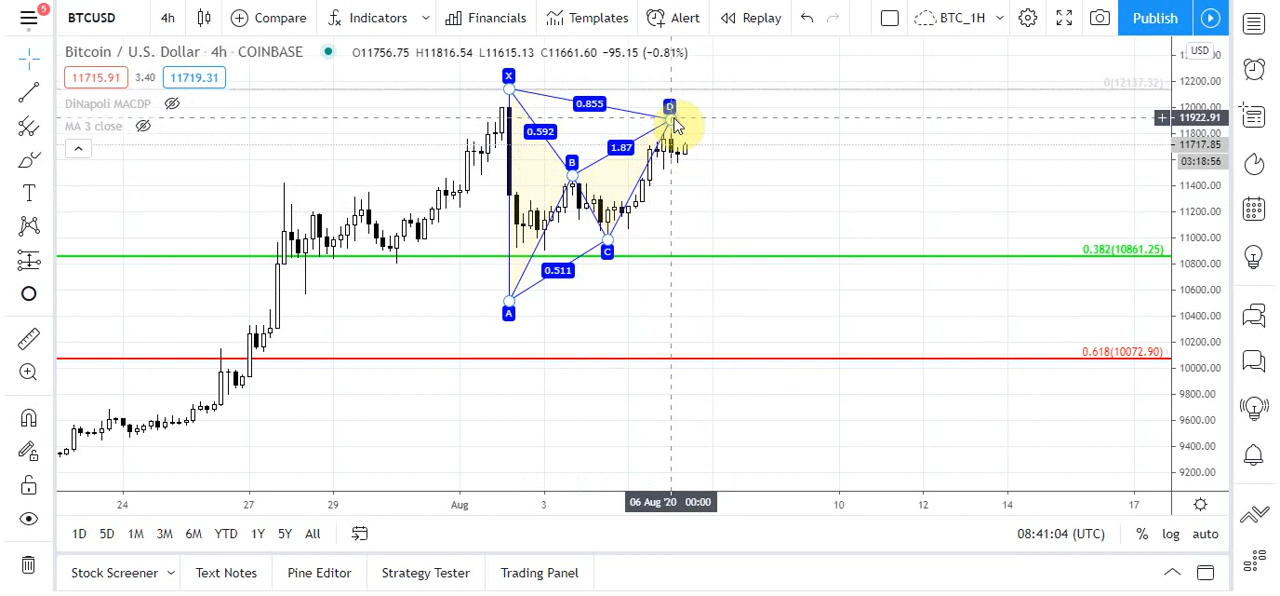 5
BTCUSD 4h Compare Indicators Financials Templates Alert Replay BTC_1H Publish
Bitcoin / U.S. Dollar · 4h · COINBASE O11756.75 H11816.54 L11615.13 C11661.60 -95.15 (-0.81%)
11715.91 3.40 11719.31
DiNapoli MACDP
MA 3 close
X
0.855
D
0.592
1.87
B
C
0.511
A
0(12137.32)
0.382(10861.25)
0.618(10072.90)
USD
12200.00
12000.00
11922.91
11800.00
11717.85
03:18:56
11400.00
11200.00
11000.00
10800.00
10600.00
10400.00
10200.00
10000.00
9800.00
9600.00
9400.00
9200.00
24 27 29 Aug 3 06 Aug '20 00:00 10 12 14 17
1D 5D 1M 3M 6M YTD 1Y 5Y All 08:41:04 (UTC) % log auto
Stock Screener Text Notes Pine Editor Strategy Tester Trading Panel